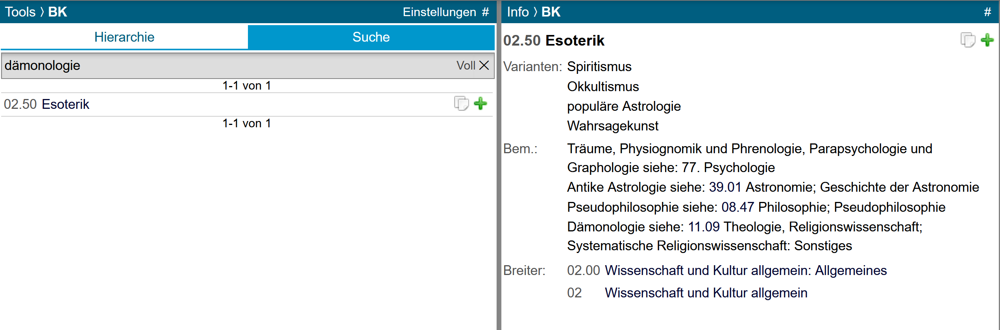 Tools ⟩ BK
Einstellungen #
Hierarchie
Suche
dämonologie
Voll
1-1 von 1
02.50 Esoterik
1-1 von 1
Info ⟩ BK
#
02.50 Esoterik
Varianten: Spiritismus
Okkultismus
populäre Astrologie
Wahrsagekunst
Bem.: Träume, Physiognomik und Phrenologie, Parapsychologie und
Graphologie siehe: 77. Psychologie
Antike Astrologie siehe: 39.01 Astronomie; Geschichte der Astronomie
Pseudophilosophie siehe: 08.47 Philosophie; Pseudophilosophie
Dämonologie siehe: 11.09 Theologie, Religionswissenschaft;
Systematische Religionswissenschaft: Sonstiges
Breiter: 02.00 Wissenschaft und Kultur allgemein: Allgemeines
02 Wissenschaft und Kultur allgemein